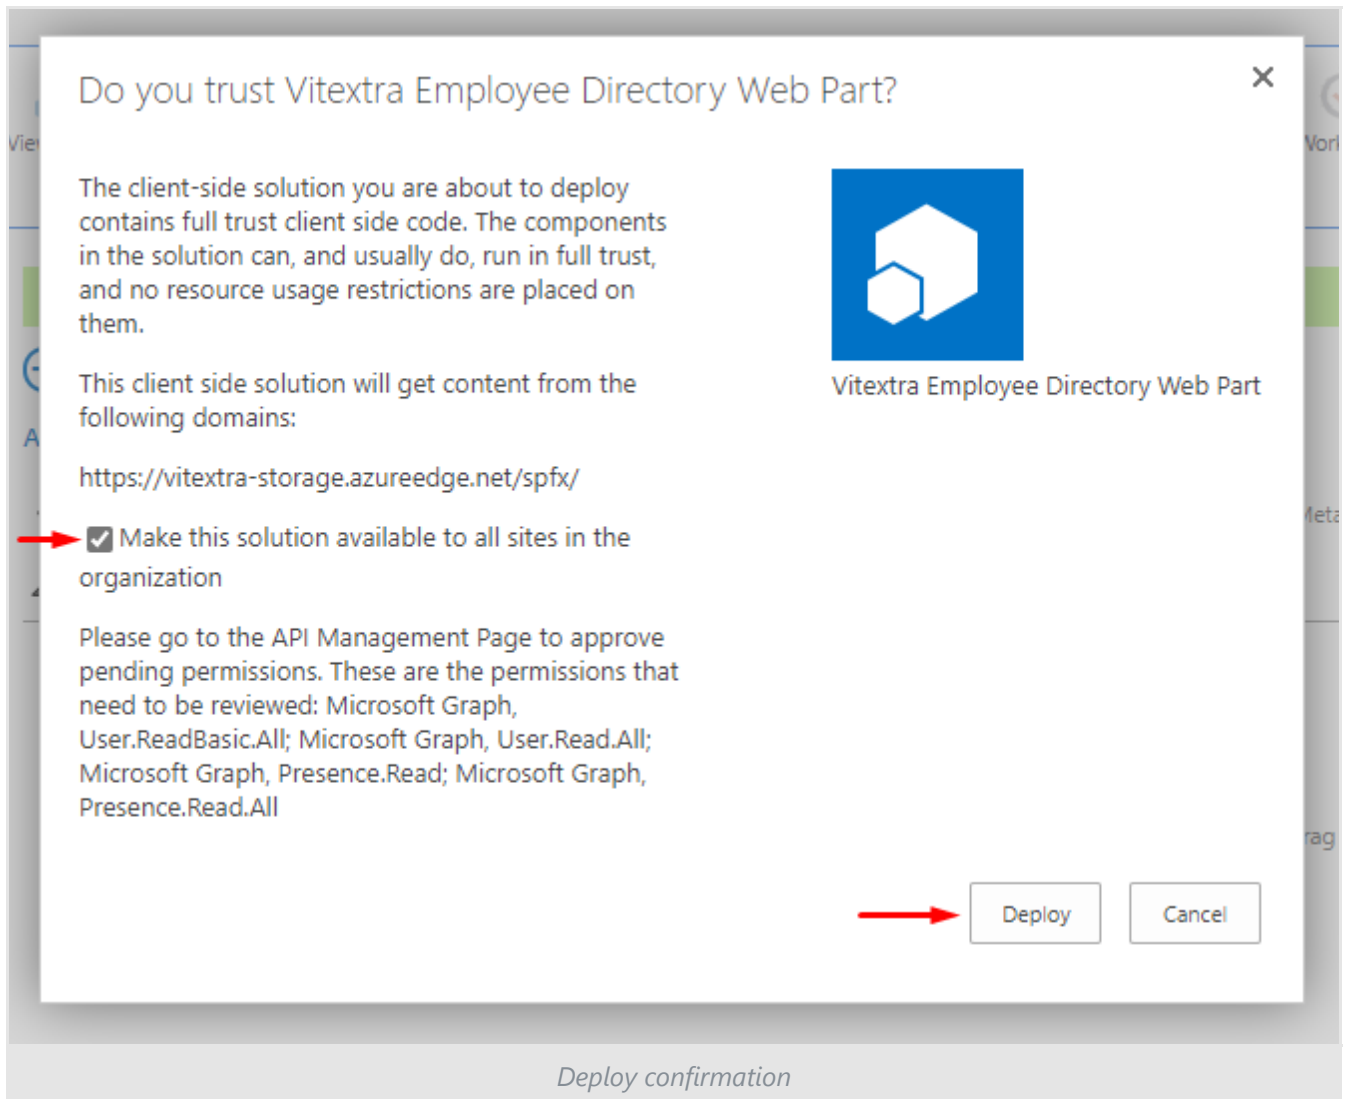 Do you trust Vitextra Employee Directory Web Part?
The client-side solution you are about to deploy
contains full trust client side code. The components
in the solution can, and usually do, run in full trust,
and no resource usage restrictions are placed on
them.
This client side solution will get content from the
following domains:
https://vitextra-storage.azureedge.net/spfx/
Make this solution available to all sites in the
organization
Please go to the API Management Page to approve
pending permissions. These are the permissions that
need to be reviewed: Microsoft Graph,
User.ReadBasic.All; Microsoft Graph, User.Read.All;
Microsoft Graph, Presence.Read; Microsoft Graph,
Presence.Read.All
Vitextra Employee Directory Web Part
Deploy
Cancel
Deploy confirmation